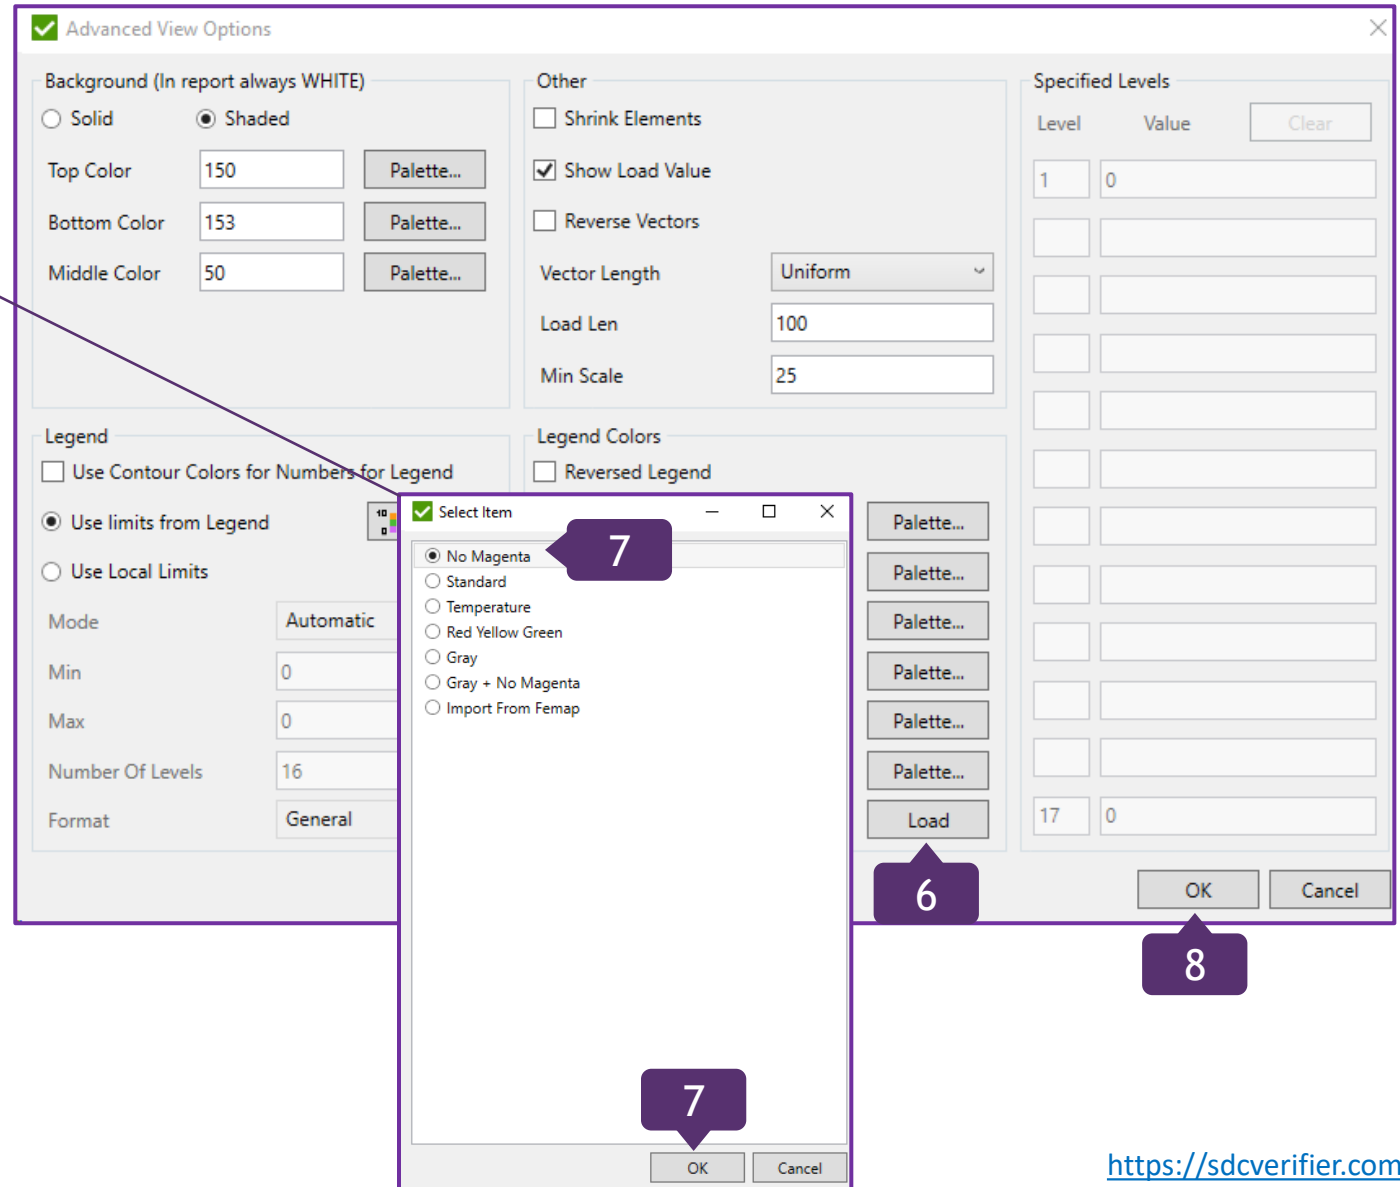 Advanced View Options
Background (In report always WHITE)
Solid
Shaded
Top Color
150
Palette...
Bottom Color
153
Palette...
Middle Color
50
Palette...
Other
Shrink Elements
Show Load Value
Reverse Vectors
Vector Length
Uniform
Load Len
100
Min Scale
25
Specified Levels
Level
Value
Clear
1
0
17
0
Legend
Use Contour Colors for Numbers for Legend
Use limits from Legend
10
0
Use Local Limits
Mode
Automatic
Min
0
Max
0
Number Of Levels
16
Format
General
Legend Colors
Reversed Legend
Palette...
Palette...
Palette...
Palette...
Palette...
Palette...
Load
6
OK
Cancel
8
Select Item
No Magenta
7
Standard
Temperature
Red Yellow Green
Gray
Gray + No Magenta
Import From Femap
7
OK
Cancel
https://sdcverifier.com